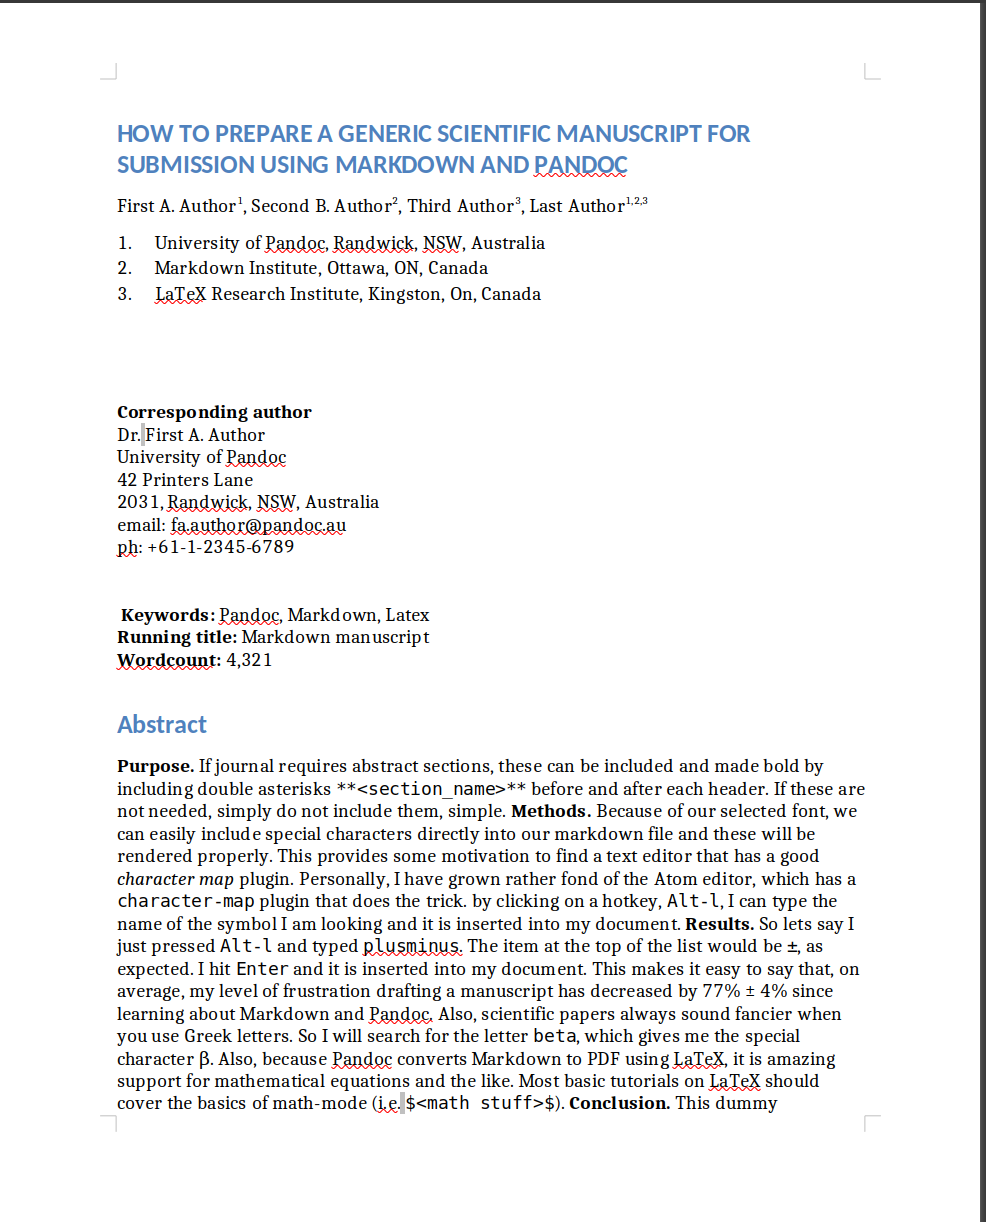 HOW TO PREPARE A GENERIC SCIENTIFIC MANUSCRIPT FOR
SUBMISSION USING MARKDOWN AND PANDOC
First A. Author¹, Second B. Author², Third Author³, Last Author¹,²,³
1. University of Pandoc, Randwick, NSW, Australia
2. Markdown Institute, Ottawa, ON, Canada
3. LaTeX Research Institute, Kingston, On, Canada
Corresponding author
Dr. First A. Author
University of Pandoc
42 Printers Lane
2031, Randwick, NSW, Australia
email: fa.author@pandoc.au
ph: +61-1-2345-6789
Keywords: Pandoc, Markdown, Latex
Running title: Markdown manuscript
Wordcount: 4,321
Abstract
Purpose. If journal requires abstract sections, these can be included and made bold by
including double asterisks **<section_name>** before and after each header. If these are
not needed, simply do not include them, simple. Methods. Because of our selected font, we
can easily include special characters directly into our markdown file and these will be
rendered properly. This provides some motivation to find a text editor that has a good
character map plugin. Personally, I have grown rather fond of the Atom editor, which has a
character-map plugin that does the trick. by clicking on a hotkey, Alt-l, I can type the
name of the symbol I am looking and it is inserted into my document. Results. So lets say I
just pressed Alt-l and typed plusminus. The item at the top of the list would be ±, as
expected. I hit Enter and it is inserted into my document. This makes it easy to say that, on
average, my level of frustration drafting a manuscript has decreased by 77% ± 4% since
learning about Markdown and Pandoc. Also, scientific papers always sound fancier when
you use Greek letters. So I will search for the letter beta, which gives me the special
character β. Also, because Pandoc converts Markdown to PDF using LaTeX, it is amazing
support for mathematical equations and the like. Most basic tutorials on LaTeX should
cover the basics of math-mode (i.e. $<math stuff>$). Conclusion. This dummy